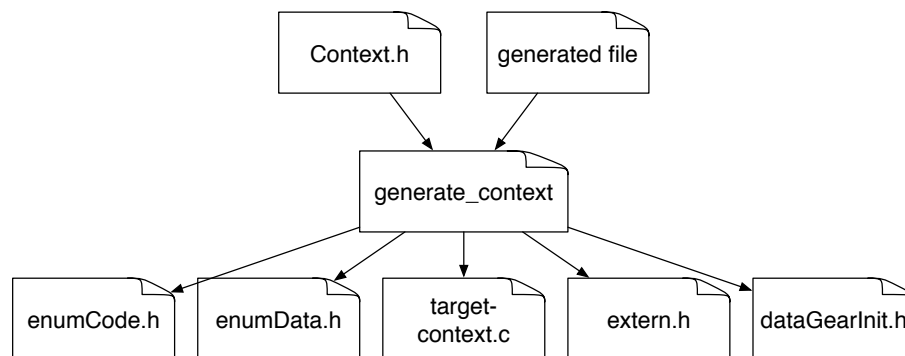 Context.h
generated file
generate_context
enumCode.h
enumData.h
target-
context.c
extern.h
dataGearInit.h